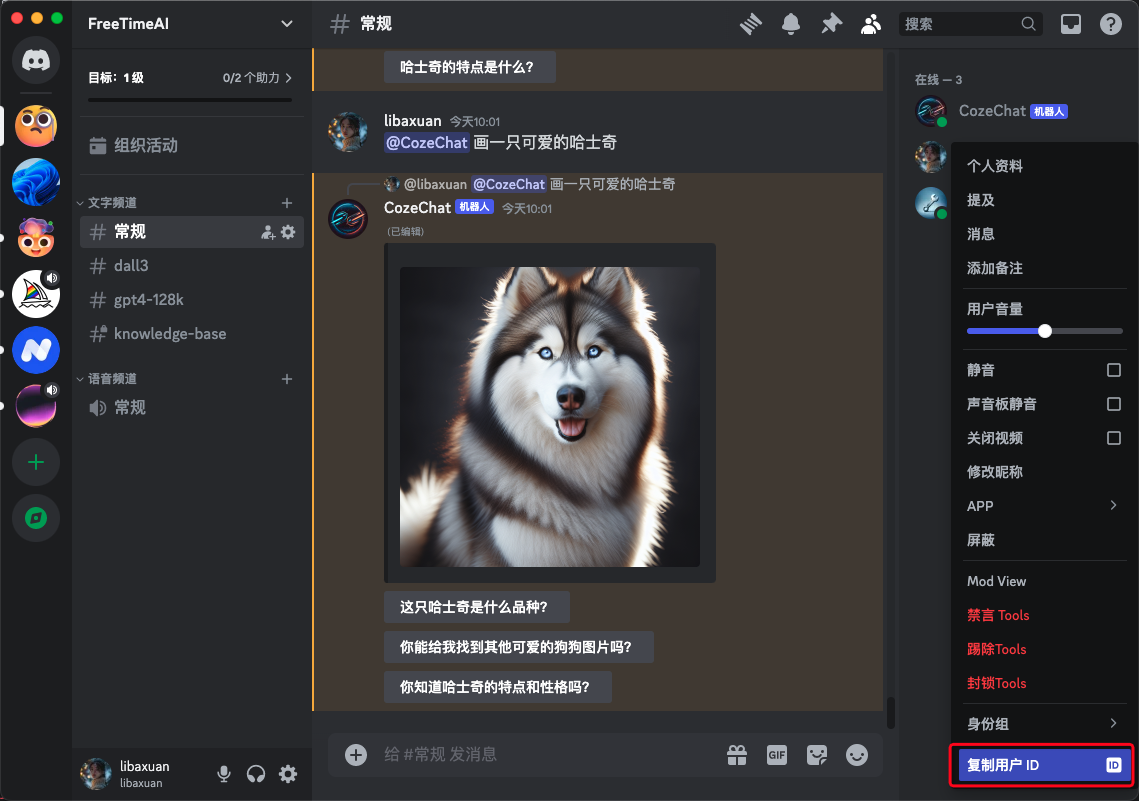 FreeTimeAI
目标：1 级
0/2 个助力
组织活动
文字频道
常规
dall3
gpt4-128k
knowledge-base
语音频道
常规
libaxuan
libaxuan
常规
搜索
哈士奇的特点是什么?
libaxuan 今天10:01
@CozeChat 画一只可爱的哈士奇
@libaxuan @CozeChat 画一只可爱的哈士奇
CozeChat 机器人 今天10:01
(已编辑)
这只哈士奇是什么品种?
你能给我找到其他可爱的狗狗图片吗?
你知道哈士奇的特点和性格吗?
给 #常规 发消息
GIF
在线 — 3
CozeChat 机器人
个人资料
提及
消息
添加备注
用户音量
静音
声音板静音
关闭视频
修改昵称
APP
屏蔽
Mod View
禁言 Tools
踢除Tools
封锁Tools
身份组
复制用户 ID
ID